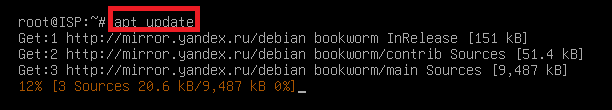 root@ISP:~# apt update
Get:1 http://mirror.yandex.ru/debian bookworm InRelease [151 kB]
Get:2 http://mirror.yandex.ru/debian bookworm/contrib Sources [51.4 kB]
Get:3 http://mirror.yandex.ru/debian bookworm/main Sources [9,487 kB]
12% [3 Sources 20.6 kB/9,487 kB 0%]_